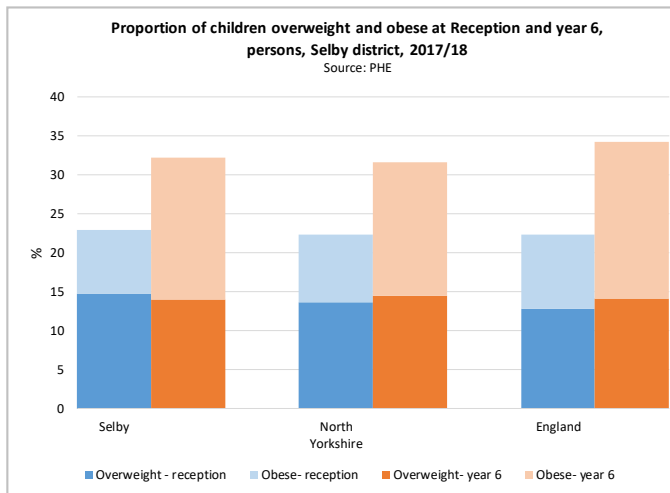 Proportion of children overweight and obese at Reception and year 6,
persons, Selby district, 2017/18
Source: PHE
40
35
30
25
20
15
10
5
0
%
Selby
North
Yorkshire
England
Overweight - reception
Obese- reception
Overweight- year 6
Obese- year 6